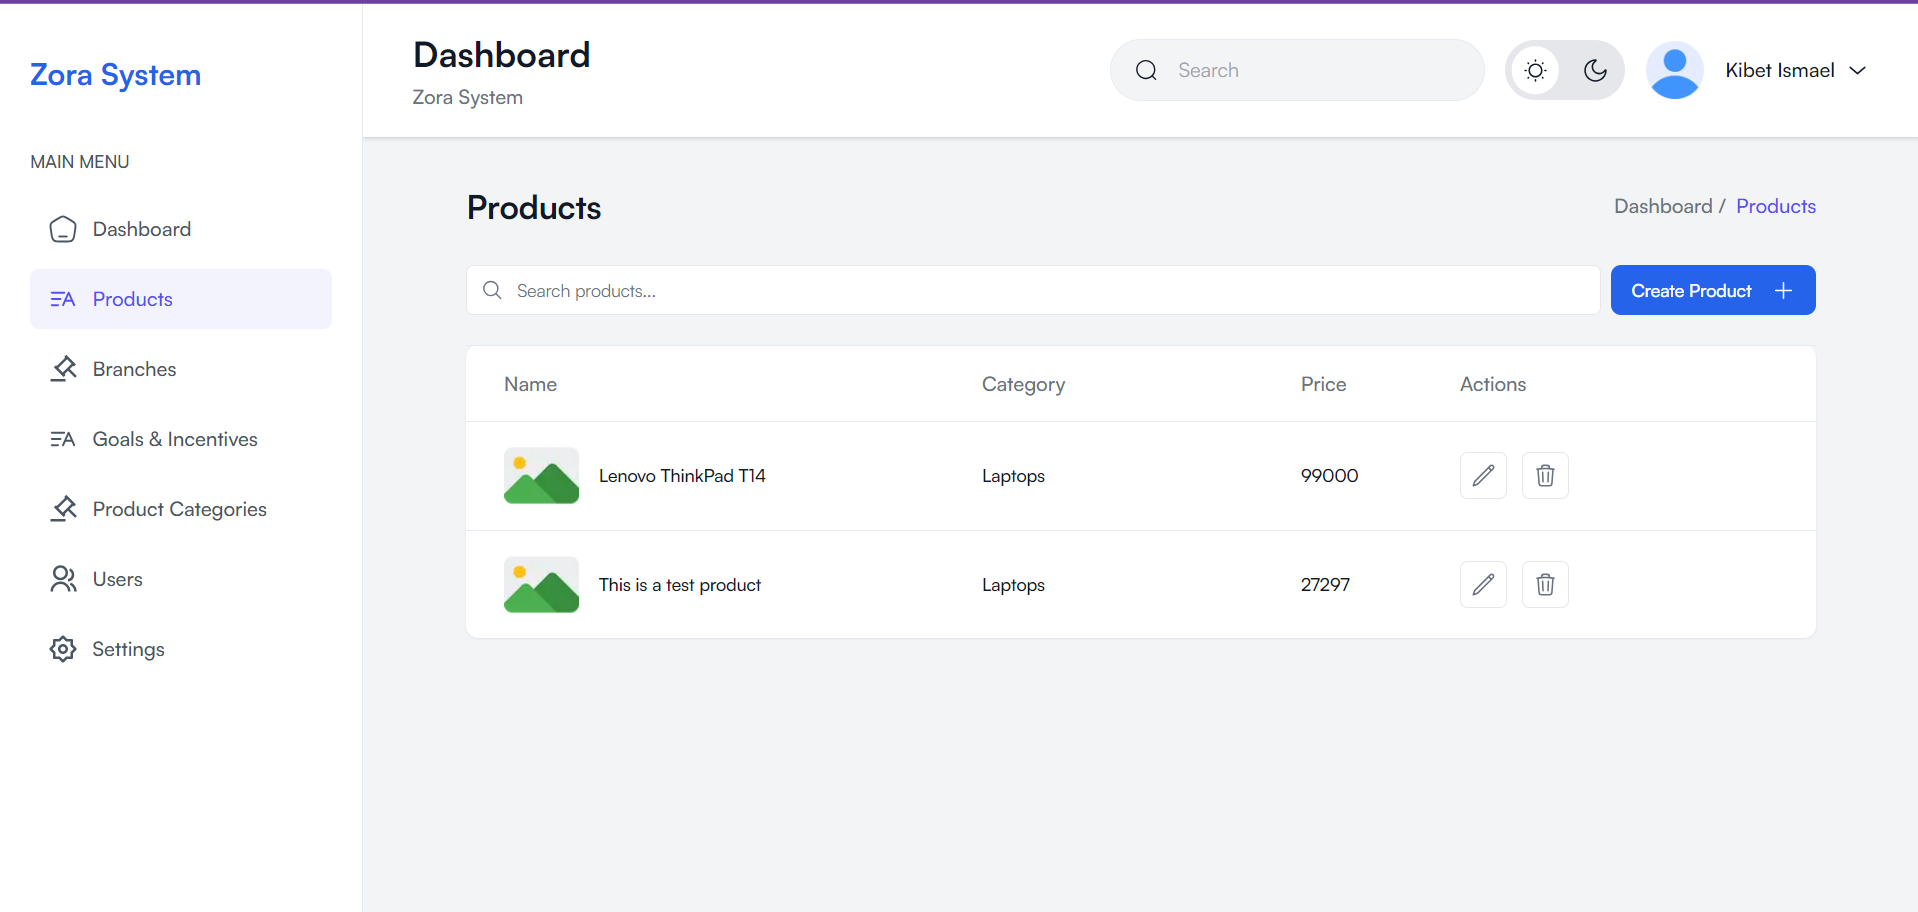 Zora System
MAIN MENU
Dashboard
Products
Branches
Goals & Incentives
Product Categories
Users
Settings
Dashboard
Zora System
Search
Kibet Ismael
Products
Dashboard / Products
Search products...
Create Product
Name Category Price Actions
Lenovo ThinkPad T14 Laptops 99000
This is a test product Laptops 27297